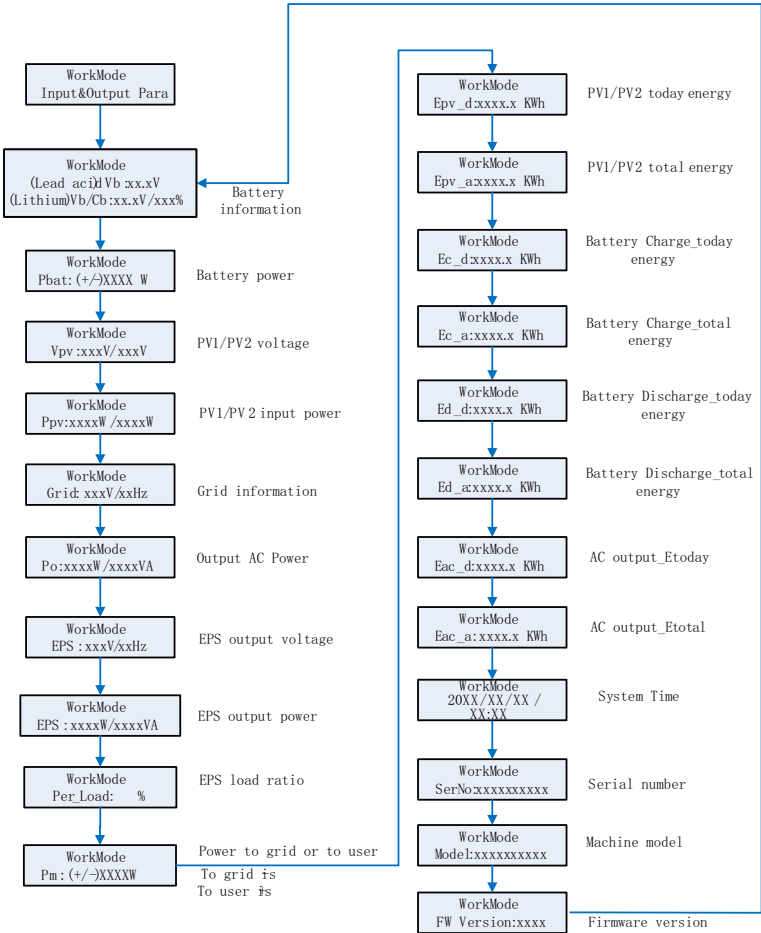 WorkMode
Input&Output Para
WorkMode
(Lead acid) Vb:xx.xV
(Lithium)Vb/Cb:xx.xV/xxx%
Battery
information
WorkMode
Pbat: (+/-)XXXX W
Battery power
WorkMode
Vpv:xxxV/xxxV
PV1/PV2 voltage
WorkMode
Ppv:xxxxW/xxxxW
PV1/PV2 input power
WorkMode
Grid: xxxV/xxHz
Grid information
WorkMode
Po:xxxxW/xxxxVA
Output AC Power
WorkMode
EPS:xxxV/xxHz
EPS output voltage
WorkMode
EPS:xxxxW/xxxxVA
EPS output power
WorkMode
Per_Load: %
EPS load ratio
WorkMode
Pm: (+/-)XXXXW
Power to grid or to user
To grid is
To user is
WorkMode
Epv_d:xxxx.x KWh
PV1/PV2 today energy
WorkMode
Epv_a:xxxx.x KWh
PV1/PV2 total energy
WorkMode
Ec_d:xxxx.x KWh
Battery Charge_today
energy
WorkMode
Ec_a:xxxx.x KWh
Battery Charge_total
energy
WorkMode
Ed_d:xxxx.x KWh
Battery Discharge_today
energy
WorkMode
Ed_a:xxxx.x KWh
Battery Discharge_total
energy
WorkMode
Eac_d:xxxx.x KWh
AC output_Etoday
WorkMode
Eac_a:xxxx.x KWh
AC output_Etotal
WorkMode
20XX/XX/XX /
XX:XX
System Time
WorkMode
SerNo:xxxxxxxxxx
Serial number
WorkMode
Model:xxxxxxxxxx
Machine model
WorkMode
FW Version:xxxx
Firmware version